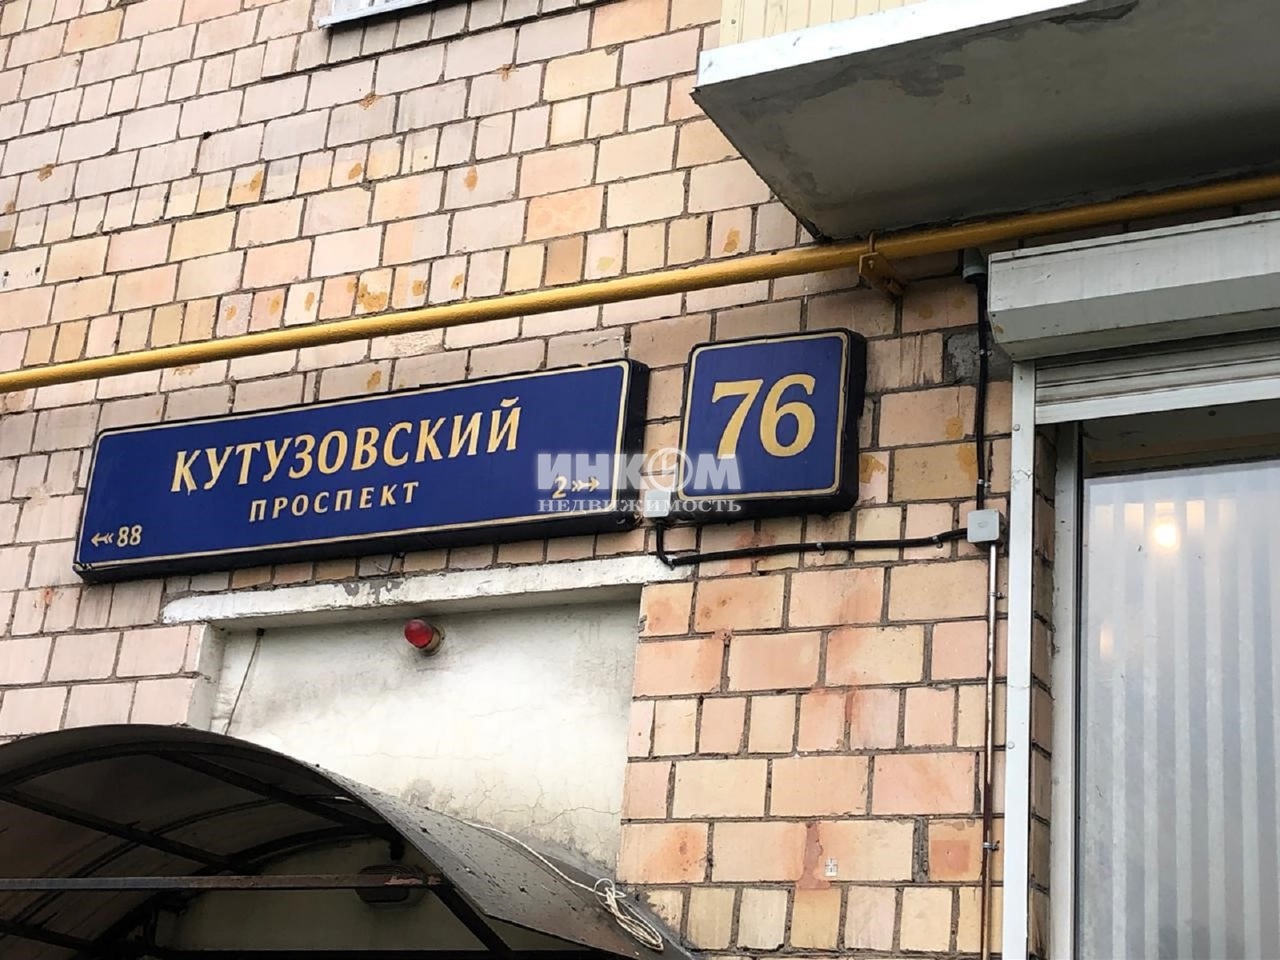 КУТУЗОВСКИЙ
ПРОСПЕКТ
88
2
76
ИНКОМ
НЕДВИЖИМОСТЬ